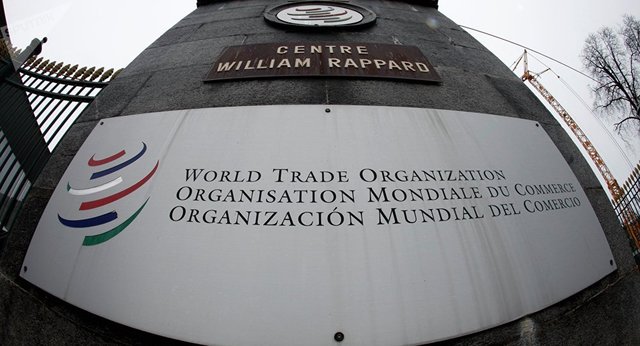 CENTRE
WILLIAM RAPPARD
WORLD TRADE ORGANIZATION
ORGANISATION MONDIALE DU COMMERCE
ORGANIZACIÓN MUNDIAL DEL COMERCIO